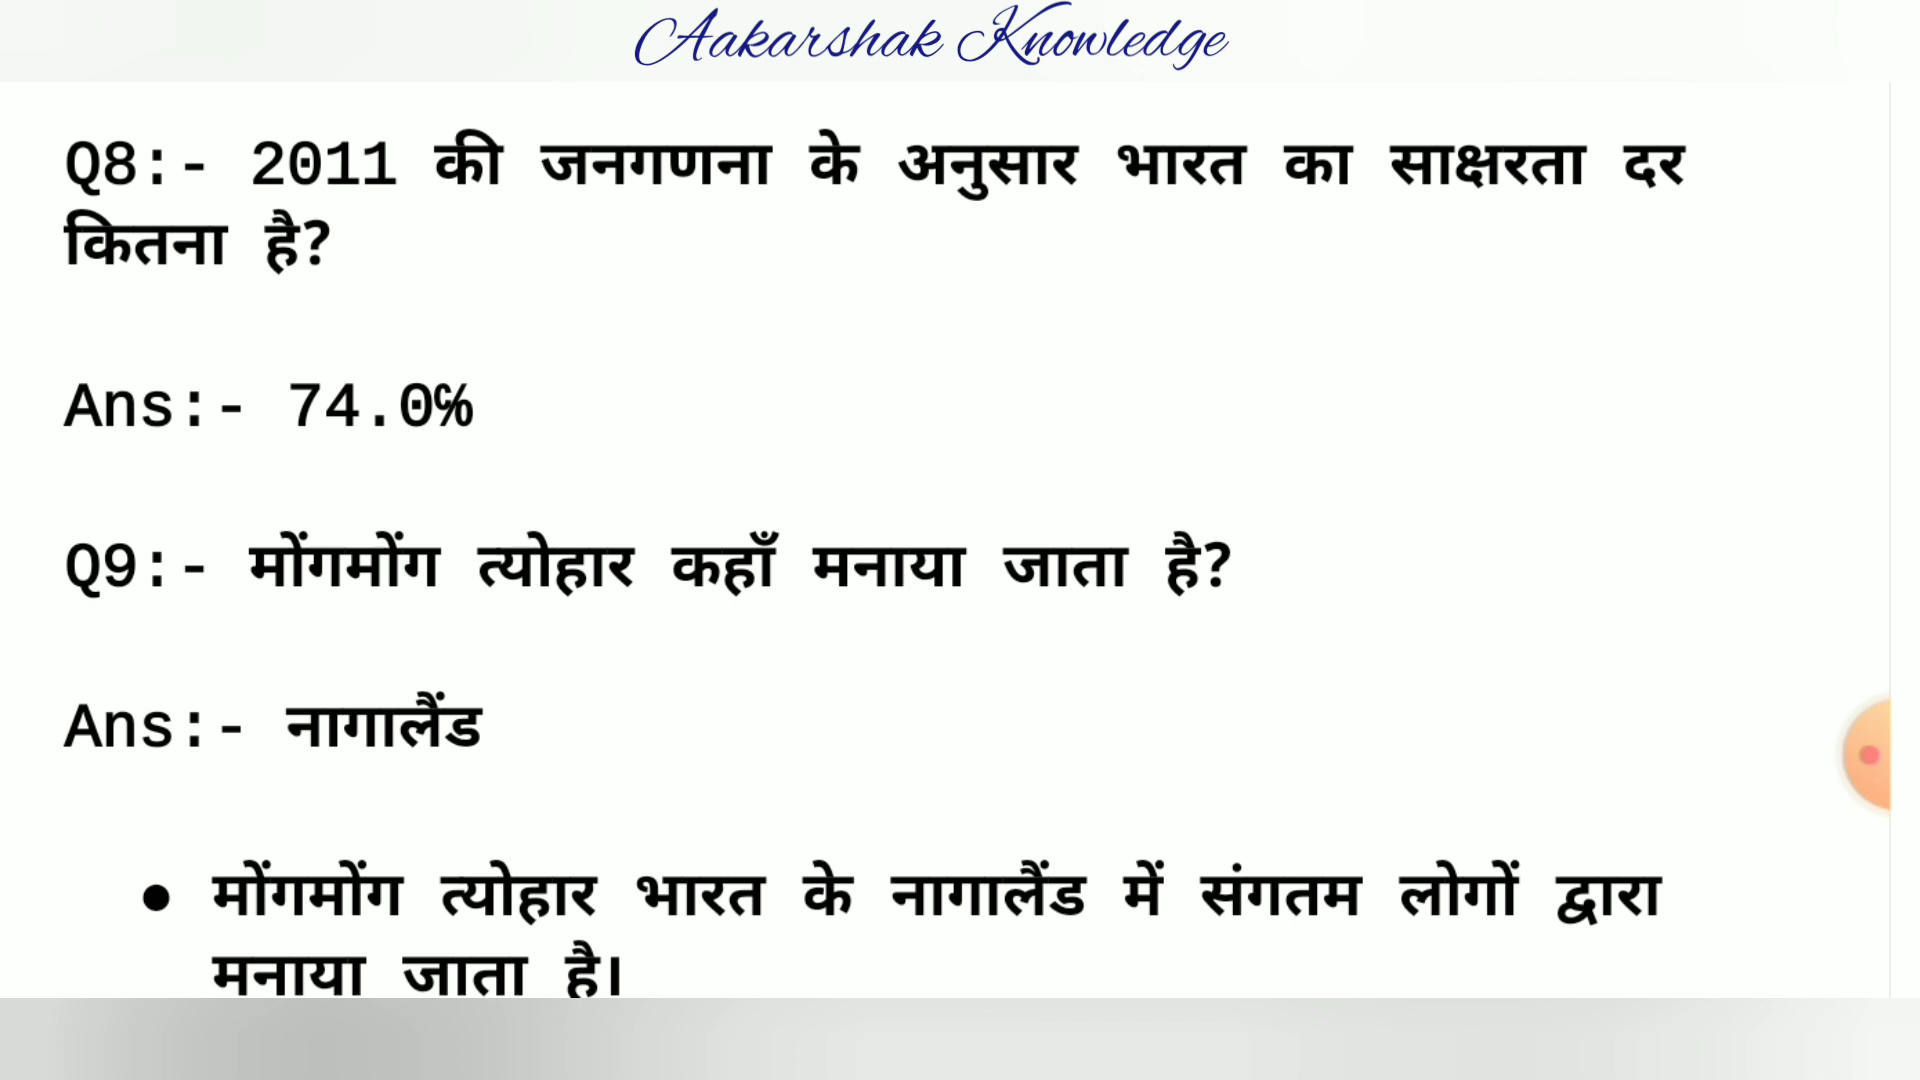 Aakarshak Knowledge
Q8:- 2011 की जनगणना के अनुसार भारत का साक्षरता दर
कितना है?
Ans:- 74.0%
Q9:- मोंगमोंग त्योहार कहाँ मनाया जाता है?
Ans:- नागालैंड
• मोंगमोंग त्योहार भारत के नागालैंड में संगतम लोगों द्वारा
मनाया जाता है।